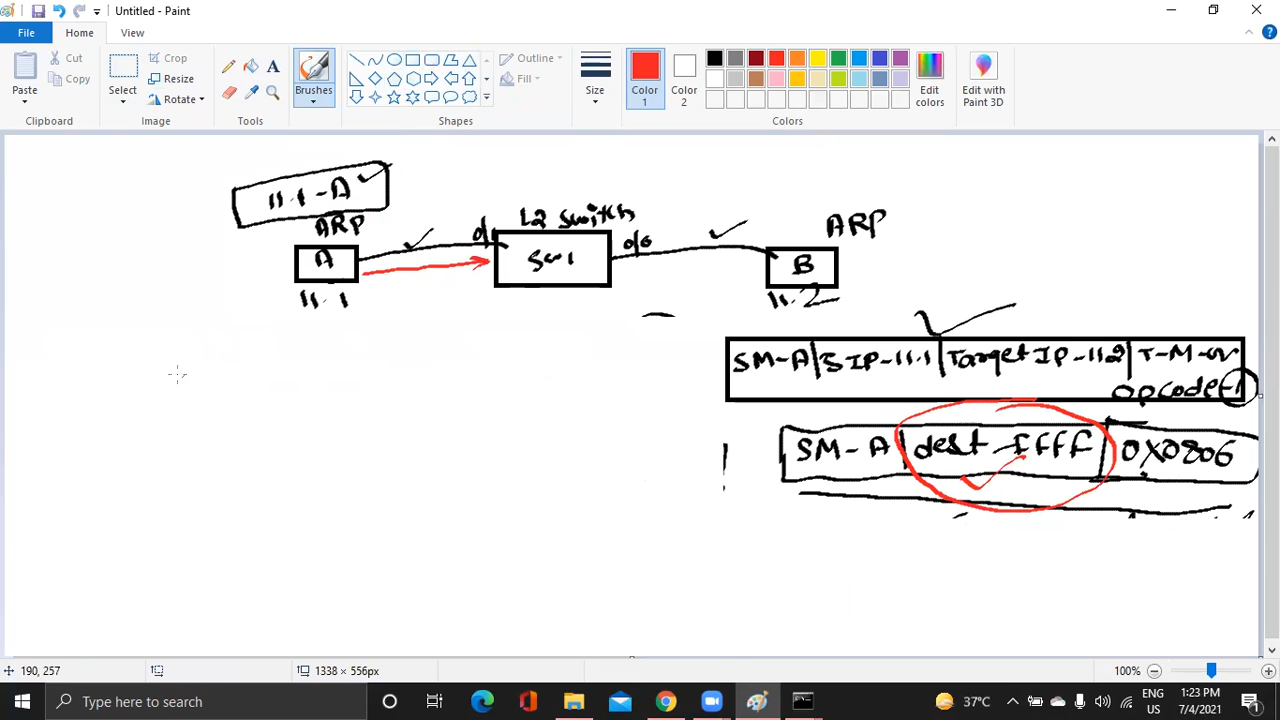 Untitled - Paint
File Home View
Paste
Cut
Copy
Clipboard
Select
Crop
Resize
Rotate
Image
Tools
Brushes
Shapes
Outline
Fill
Size
Color 1
Color 2
Edit colors
Edit with Paint 3D
Colors
11.1-A
ARP
A
11.1
L2 Switch
SW1
0/0
ARP
B
11.2
SM-A SIP-11.1 Target IP-11.2
opcode-1
SM-A dest-ffff 0x0806
190, 257
1338 × 556px
100%
Type here to search
37°C
ENG
US
1:23 PM
7/4/2021
1